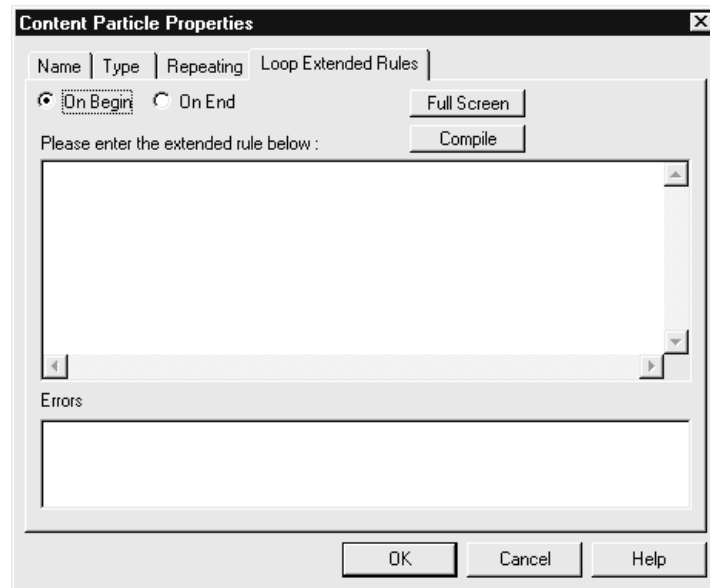 Content Particle Properties
Name Type Repeating Loop Extended Rules
On Begin On End Full Screen
Please enter the extended rule below : Compile
Errors
OK Cancel Help